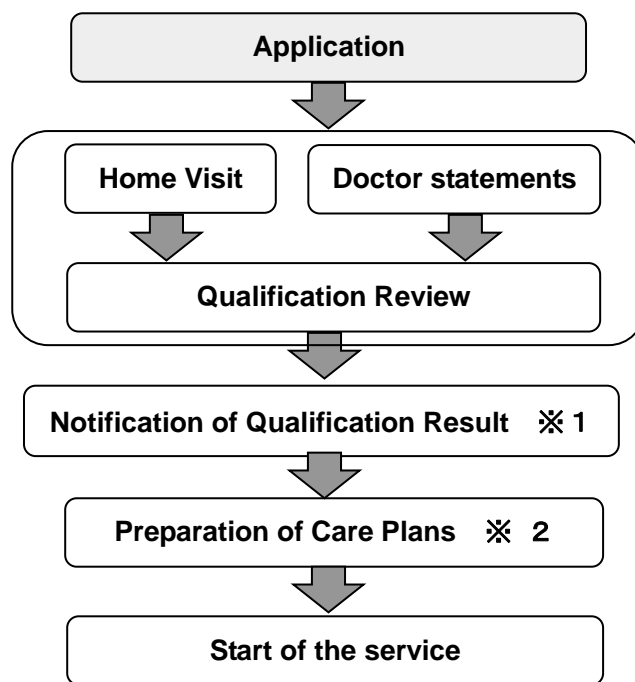 Application
Home Visit
Doctor statements
Qualification Review
Notification of Qualification Result ※１
Preparation of Care Plans ※ ２
Start of the service